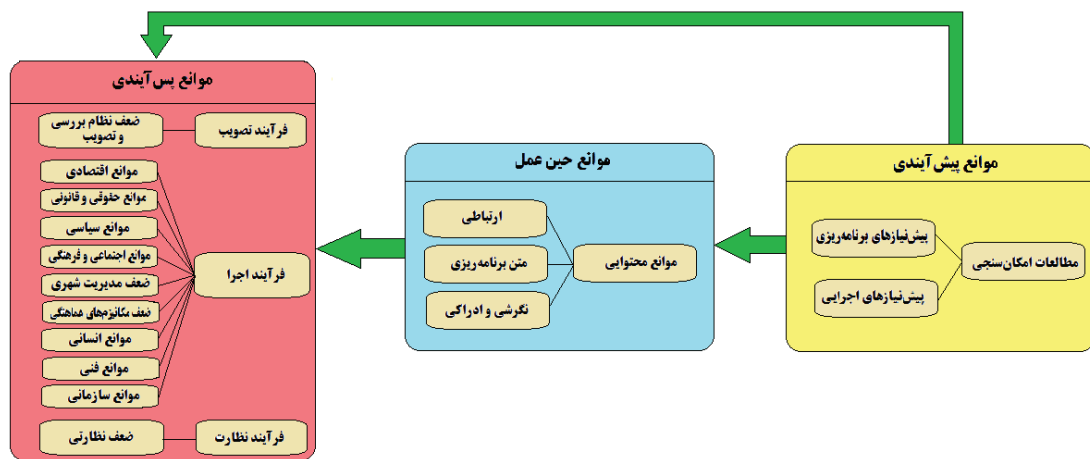 موانع پیش‌آیندی
مطالعات امکان‌سنجی
پیش‌نیازهای برنامه‌ریزی
پیش‌نیازهای اجرایی
موانع حین عمل
موانع محتوایی
ارتباطی
متن برنامه‌ریزی
نگرشی و ادراکی
موانع پس‌آیندی
فرآیند تصویب
ضعف نظام بررسی
و تصویب
فرآیند اجرا
موانع اقتصادی
موانع حقوقی و قانونی
موانع سیاسی
موانع اجتماعی و فرهنگی
ضعف مدیریت شهری
ضعف مکانیزم‌های هماهنگی
موانع انسانی
موانع فنی
موانع سازمانی
فرآیند نظارت
ضعف نظارتی